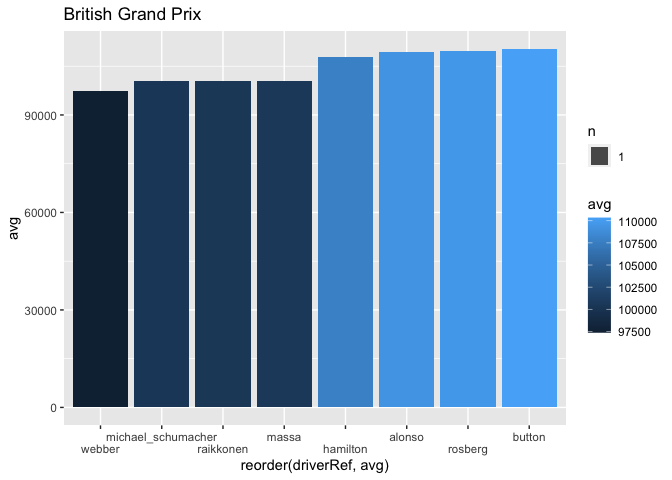 British Grand Prix
avg
90000
60000
30000
0
michael_schumacher massa alonso button
webber raikkonen hamilton rosberg
reorder(driverRef, avg)
n
1
avg
110000
107500
105000
102500
100000
97500